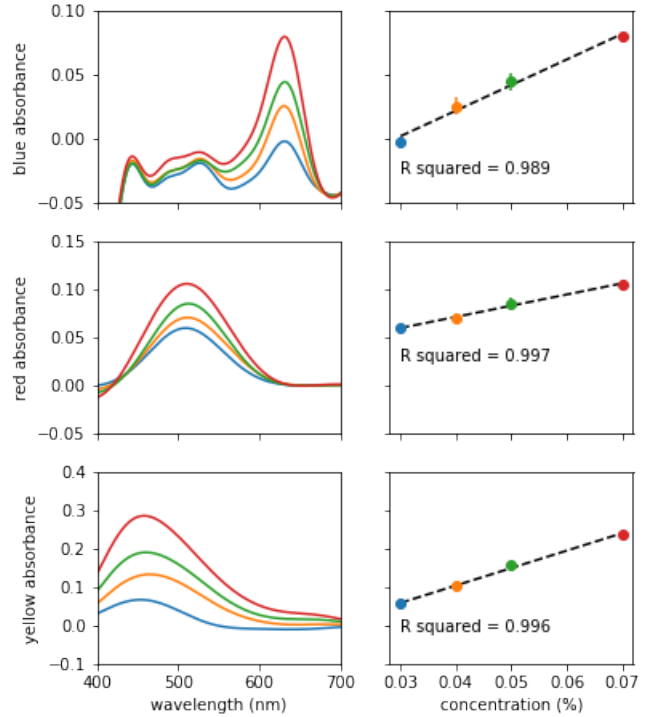 0.10
0.05
0.00
−0.05
blue absorbance
R squared = 0.989
0.15
0.10
0.05
0.00
−0.05
red absorbance
R squared = 0.997
0.4
0.3
0.2
0.1
0.0
−0.1
yellow absorbance
R squared = 0.996
400 500 600 700
0.03 0.04 0.05 0.06 0.07
wavelength (nm)
concentration (%)